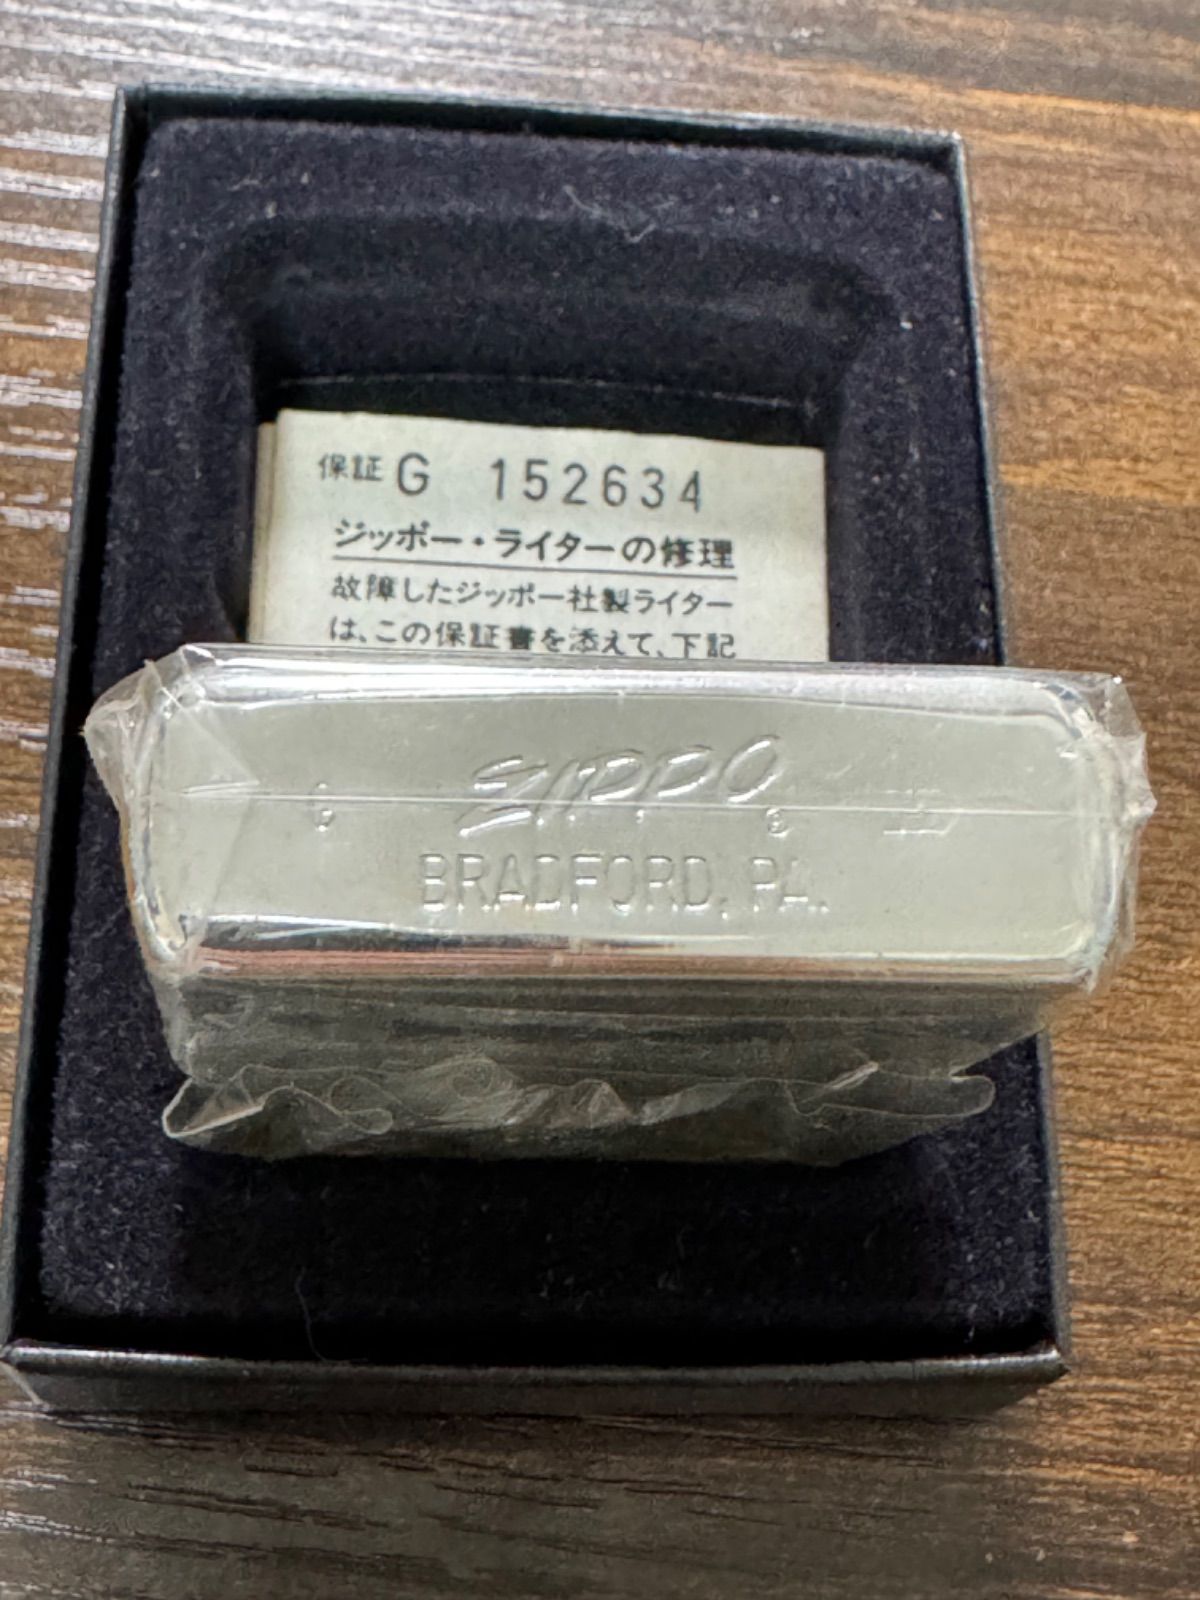 保証 G 152634
ジッポー・ライターの修理
故障したジッポー社製ライター
は、この保証書を添えて、下記
G ZIPPO ®
BRADFORD, PA.